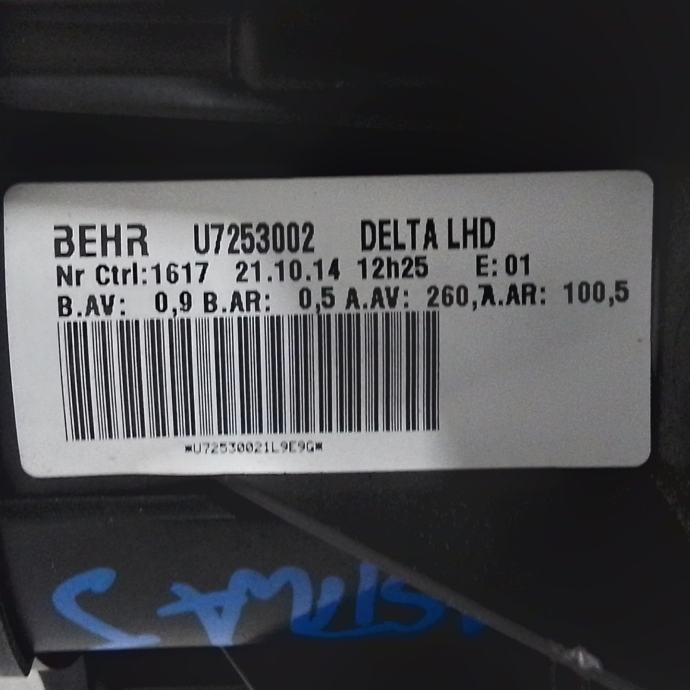 BEHR U7253002 DELTA LHD
Nr Ctrl:1617 21.10.14 12h25 E:01
B.AV: 0,9 B.AR: 0,5 A.AV: 260,A.AR: 100,5
*U72530021L9E9G*